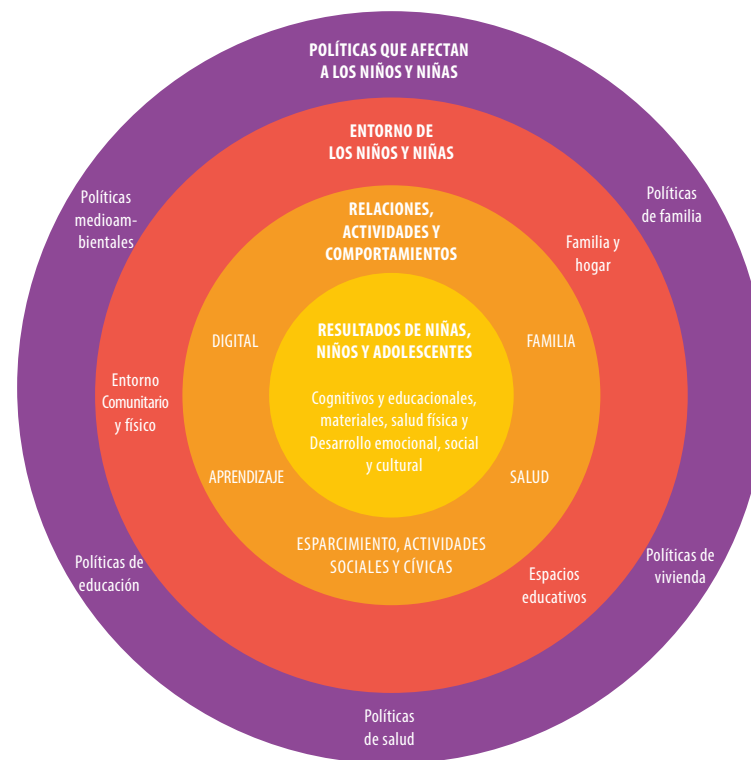 POLÍTICAS QUE AFECTAN
A LOS NIÑOS Y NIÑAS
ENTORNO DE
LOS NIÑOS Y NIÑAS
RELACIONES,
ACTIVIDADES Y
COMPORTAMIENTOS
RESULTADOS DE NIÑAS,
NIÑOS Y ADOLESCENTES
Cognitivos y educacionales,
materiales, salud física y
Desarrollo emocional, social
y cultural
DIGITAL
FAMILIA
APRENDIZAJE
SALUD
ESPARCIMIENTO, ACTIVIDADES
SOCIALES Y CÍVICAS
Familia y
hogar
Entorno
Comunitario
y físico
Espacios
educativos
Políticas
medioam-
bientales
Políticas
de familia
Políticas de
educación
Políticas de
vivienda
Políticas
de salud